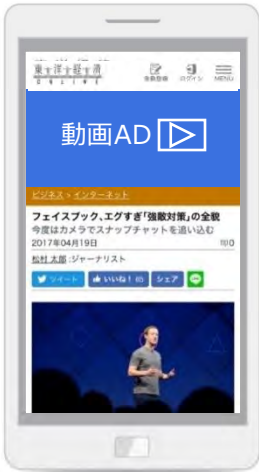 東洋経済
ONLINE
会員登録 ログイン MENU
動画AD
ビジネス > インターネット
フェイスブック、エグすぎ「強敵対策」の全貌
今度はカメラでスナップチャットを追い込む
2017年04月19日 0
松村 太郎 :ジャーナリスト
ツイート いいね! シェア